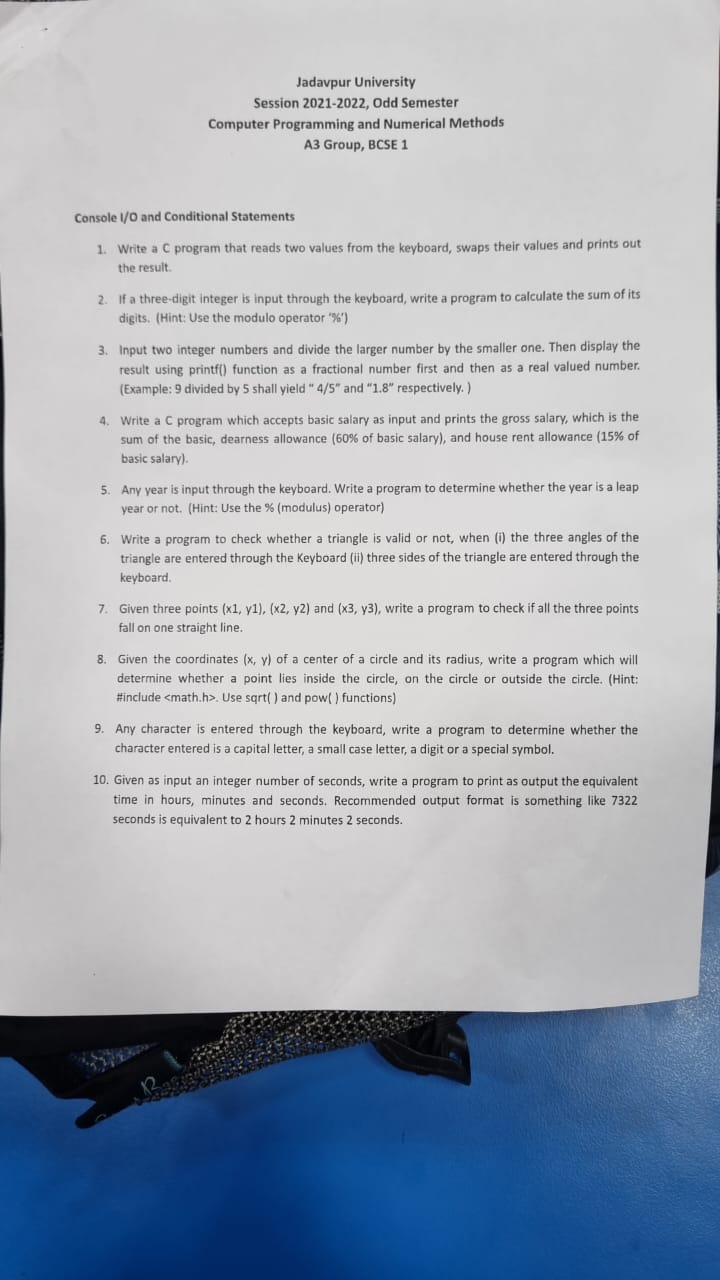 Jadavpur University
Session 2021-2022, Odd Semester
Computer Programming and Numerical Methods
A3 Group, BCSE 1
Console I/O and Conditional Statements
1. Write a C program that reads two values from the keyboard, swaps their values and prints out
the result.
2. If a three-digit integer is input through the keyboard, write a program to calculate the sum of its
digits. (Hint: Use the modulo operator '%')
3. Input two integer numbers and divide the larger number by the smaller one. Then display the
result using printf() function as a fractional number first and then as a real valued number.
(Example: 9 divided by 5 shall yield " 4/5" and "1.8" respectively. )
4. Write a C program which accepts basic salary as input and prints the gross salary, which is the
sum of the basic, dearness allowance (60% of basic salary), and house rent allowance (15% of
basic salary).
5. Any year is input through the keyboard. Write a program to determine whether the year is a leap
year or not. (Hint: Use the % (modulus) operator)
6. Write a program to check whether a triangle is valid or not, when (i) the three angles of the
triangle are entered through the Keyboard (ii) three sides of the triangle are entered through the
keyboard.
7. Given three points (x1, y1), (x2, y2) and (x3, y3), write a program to check if all the three points
fall on one straight line.
8. Given the coordinates (x, y) of a center of a circle and its radius, write a program which will
determine whether a point lies inside the circle, on the circle or outside the circle. (Hint:
#include <math.h>. Use sqrt( ) and pow( ) functions)
9. Any character is entered through the keyboard, write a program to determine whether the
character entered is a capital letter, a small case letter, a digit or a special symbol.
10. Given as input an integer number of seconds, write a program to print as output the equivalent
time in hours, minutes and seconds. Recommended output format is something like 7322
seconds is equivalent to 2 hours 2 minutes 2 seconds.